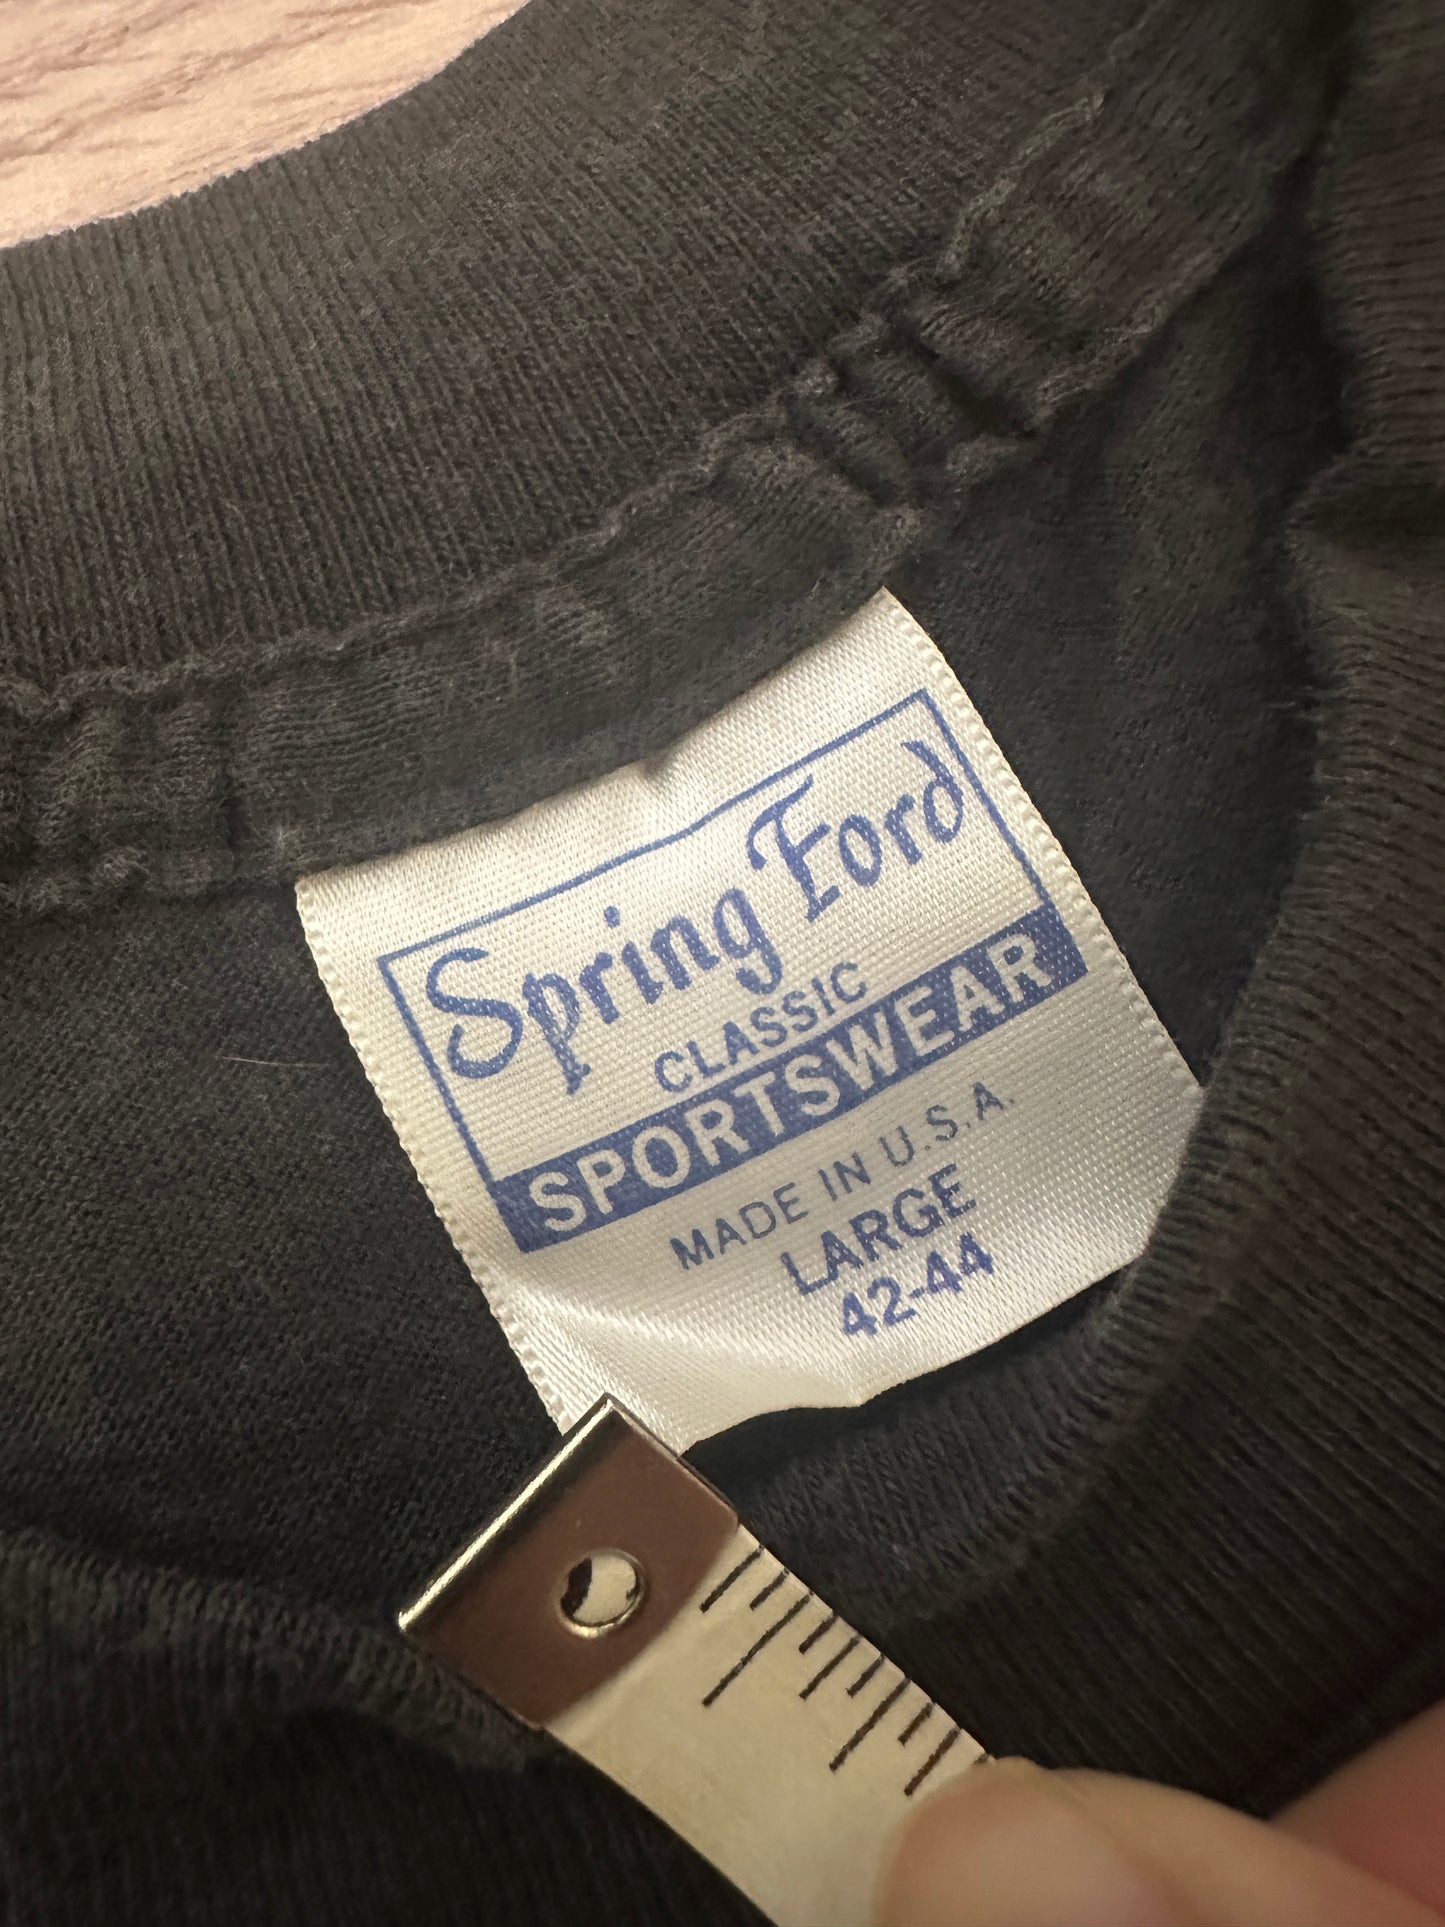 Spring Ford
CLASSIC
SPORTSWEAR
MADE IN U.S.A.
LARGE
42-44